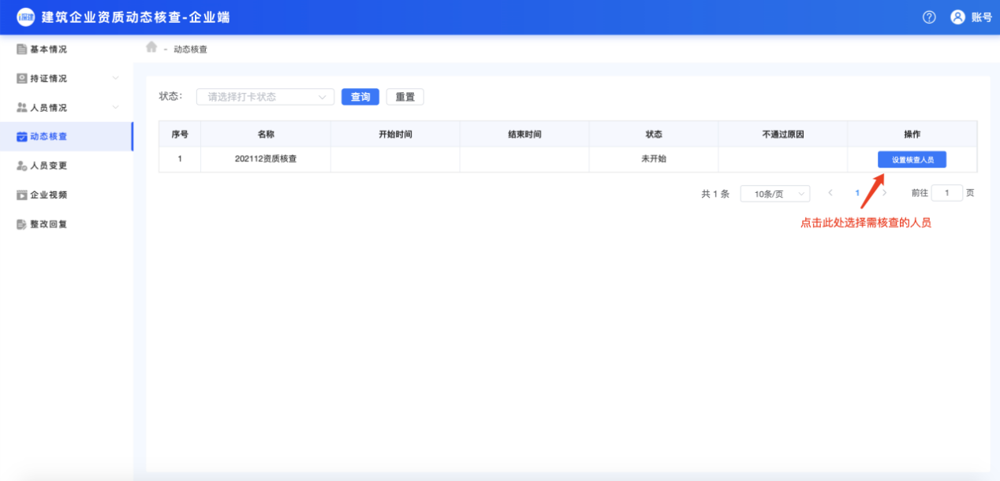 i深建 建筑企业资质动态核查-企业端
账号
基本情况
持证情况
人员情况
动态核查
人员变更
企业视频
整改回复
- 动态核查
状态: 请选择打卡状态 查询 重置
序号 名称 开始时间 结束时间 状态 不通过原因 操作
1 202112资质核查 未开始 设置核查人员
共 1 条 10条/页 1 前往 1 页
点击此处选择需核查的人员